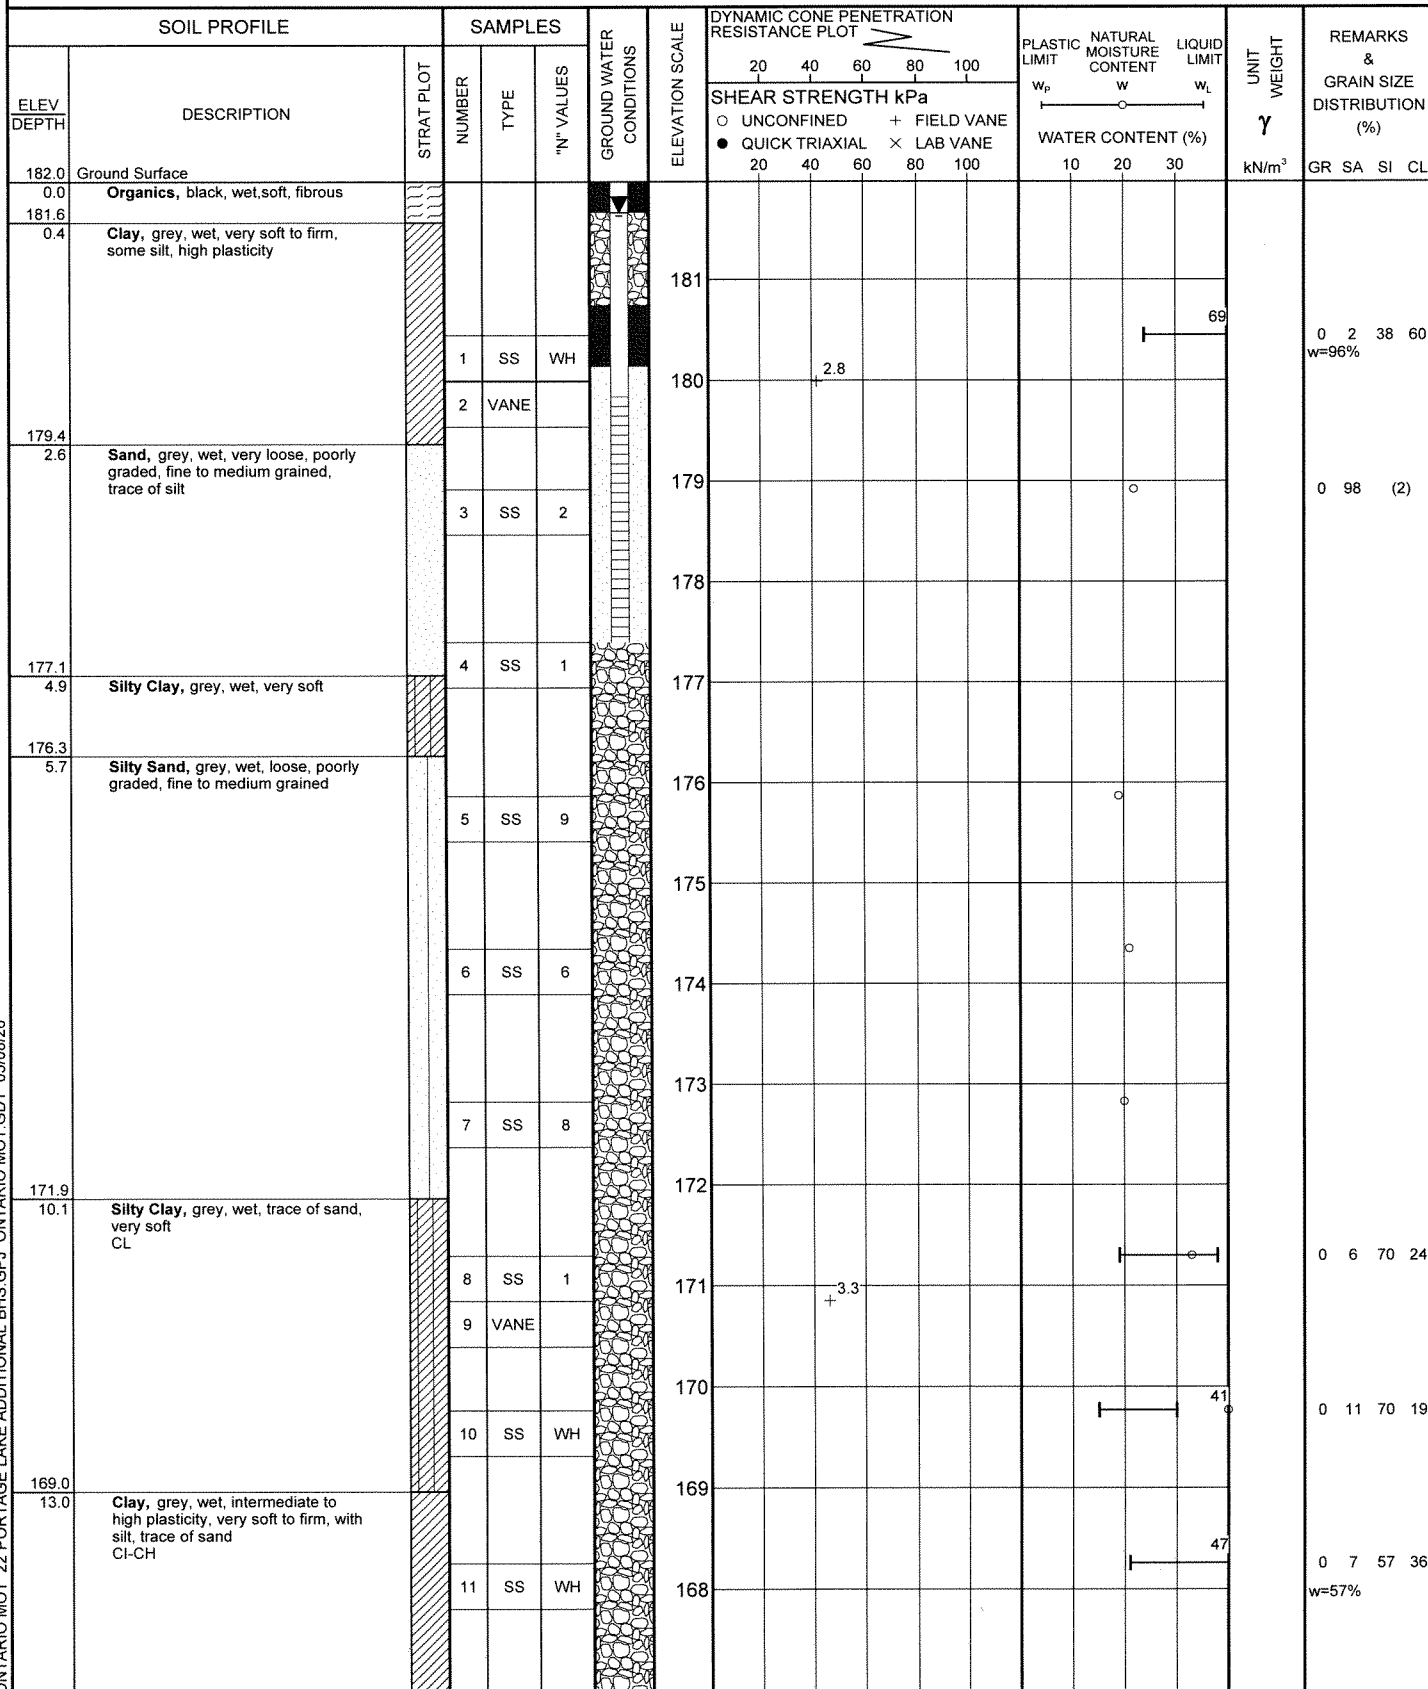 SOIL PROFILE
SAMPLES
GROUND WATER
CONDITIONS
ELEVATION SCALE
DYNAMIC CONE PENETRATION
RESISTANCE PLOT
20 40 60 80 100
SHEAR STRENGTH kPa
○ UNCONFINED + FIELD VANE
● QUICK TRIAXIAL × LAB VANE
20 40 60 80 100
PLASTIC
LIMIT
NATURAL
MOISTURE
CONTENT
LIQUID
LIMIT
WP W WL
WATER CONTENT (%)
10 20 30
UNIT
WEIGHT
γ
kN/m³
REMARKS
&
GRAIN SIZE
DISTRIBUTION
(%)
GR SA SI CL
ELEV
DEPTH
DESCRIPTION
STRAT PLOT
NUMBER
TYPE
"N" VALUES
182.0 Ground Surface
0.0 Organics, black, wet,soft, fibrous
181.6
0.4 Clay, grey, wet, very soft to firm,
some silt, high plasticity
181
69
0 2 38 60
w=96%
1 SS WH
180
2.8
2 VANE
179.4
2.6 Sand, grey, wet, very loose, poorly
graded, fine to medium grained,
trace of silt
179
0 98 (2)
3 SS 2
178
4 SS 1
177.1
177
4.9 Silty Clay, grey, wet, very soft
176.3
5.7 Silty Sand, grey, wet, loose, poorly
graded, fine to medium grained
176
5 SS 9
175
6 SS 6
174
173
7 SS 8
172
171.9
10.1 Silty Clay, grey, wet, trace of sand,
very soft
CL
0 6 70 24
8 SS 1
171
3.3
9 VANE
170
41
0 11 70 19
10 SS WH
169.0
169
13.0 Clay, grey, wet, intermediate to
high plasticity, very soft to firm, with
silt, trace of sand
CI-CH
47
0 7 57 36
w=57%
11 SS WH
168
ONTARIO MOT 22 PORTAGE LAKE ADDITIONAL BHS.GPJ ONTARIO MOT.GDT